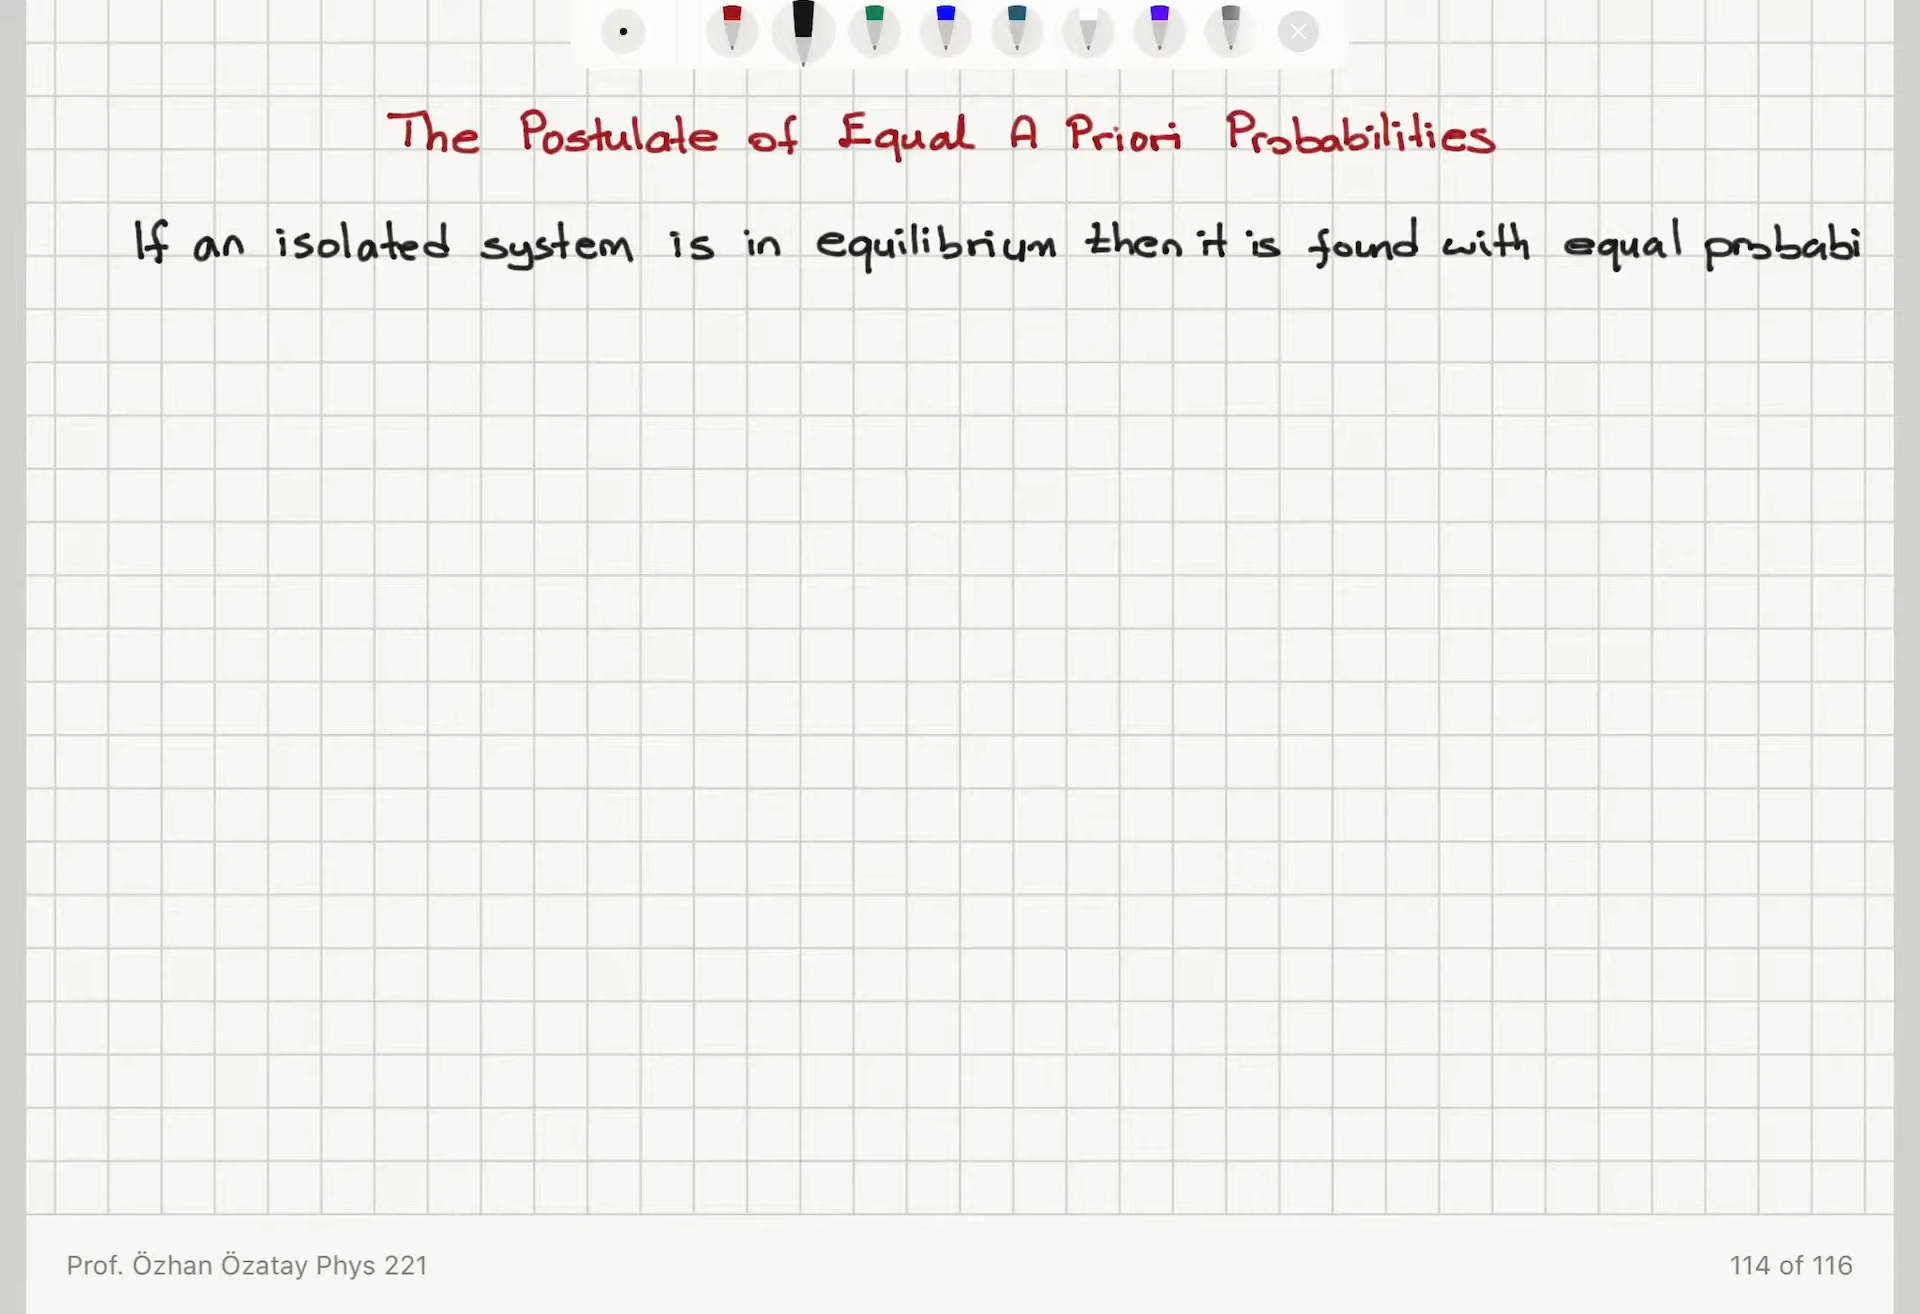 The Postulate of Equal A Priori Probabilities
If an isolated system is in equilibrium then it is found with equal probabi
Prof. Özhan Özatay Phys 221
114 of 116